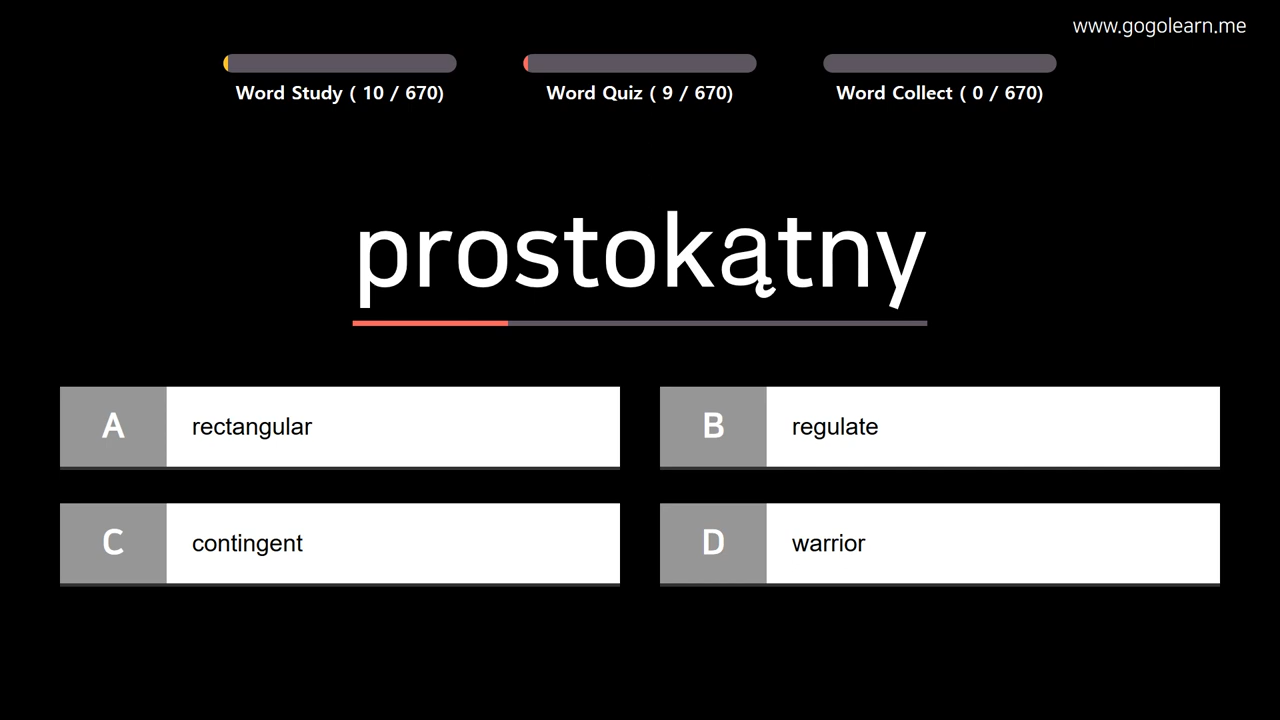 www.gogolearn.me
Word Study ( 10 / 670)
Word Quiz ( 9 / 670)
Word Collect ( 0 / 670)
prostokątny
A rectangular
B regulate
C contingent
D warrior